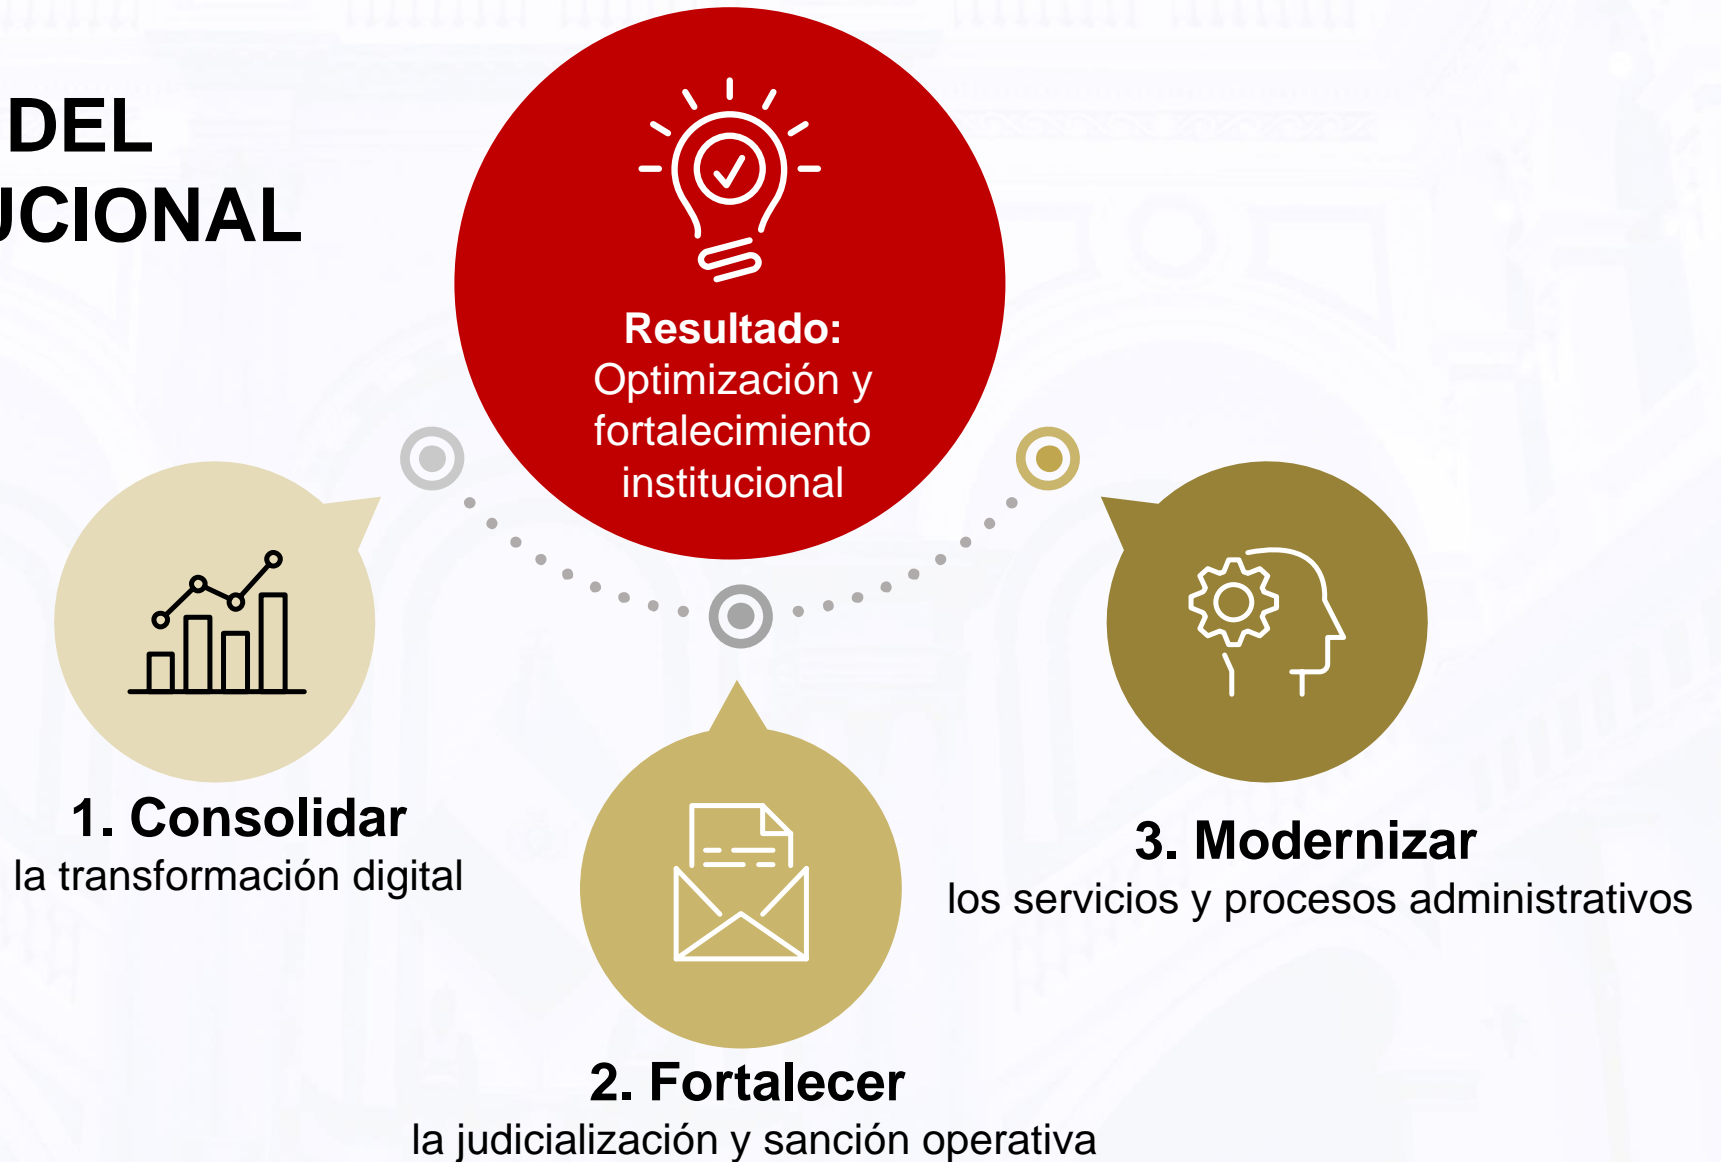 DEL
UCIONAL
Resultado:
Optimización y
fortalecimiento
institucional
1. Consolidar
la transformación digital
2. Fortalecer
la judicialización y sanción operativa
3. Modernizar
los servicios y procesos administrativos